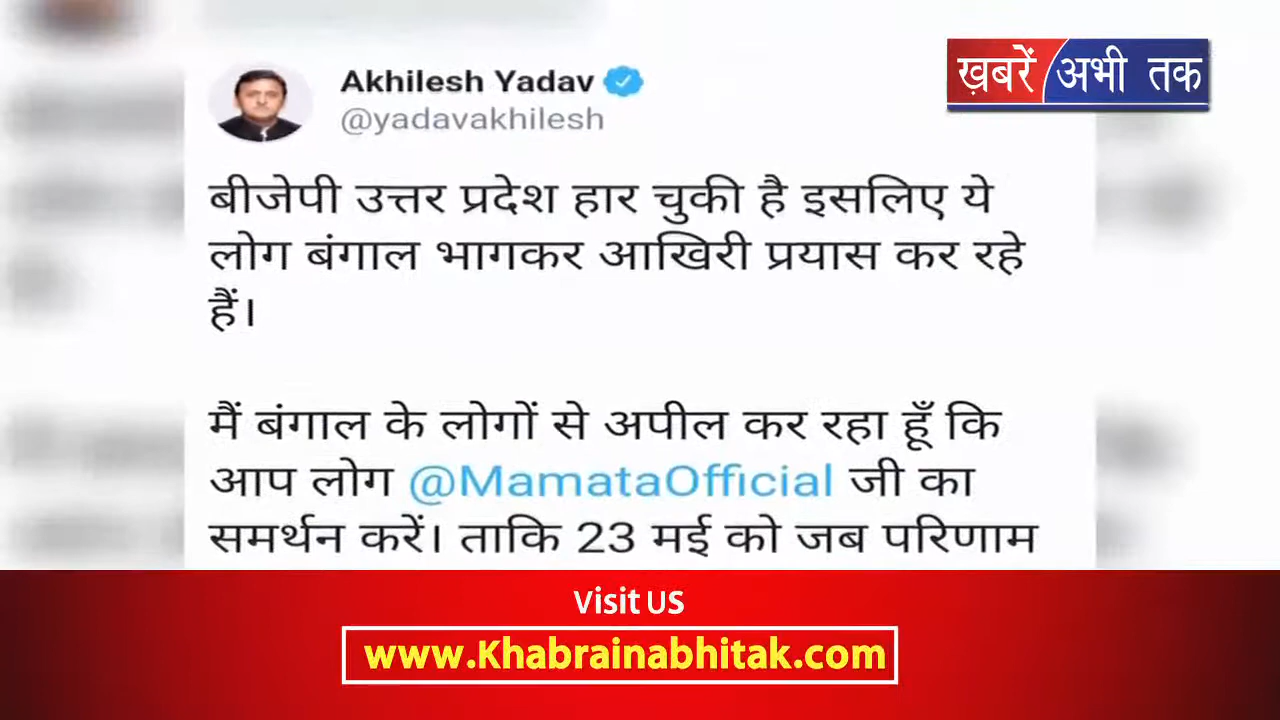 ख़बरें अभी तक
Akhilesh Yadav
@yadavakhilesh
बीजेपी उत्तर प्रदेश हार चुकी है इसलिए ये
लोग बंगाल भागकर आखिरी प्रयास कर रहे
हैं।
मैं बंगाल के लोगों से अपील कर रहा हूँ कि
आप लोग @MamataOfficial जी का
समर्थन करें। ताकि 23 मई को जब परिणाम
Visit US
www.Khabrainabhitak.com